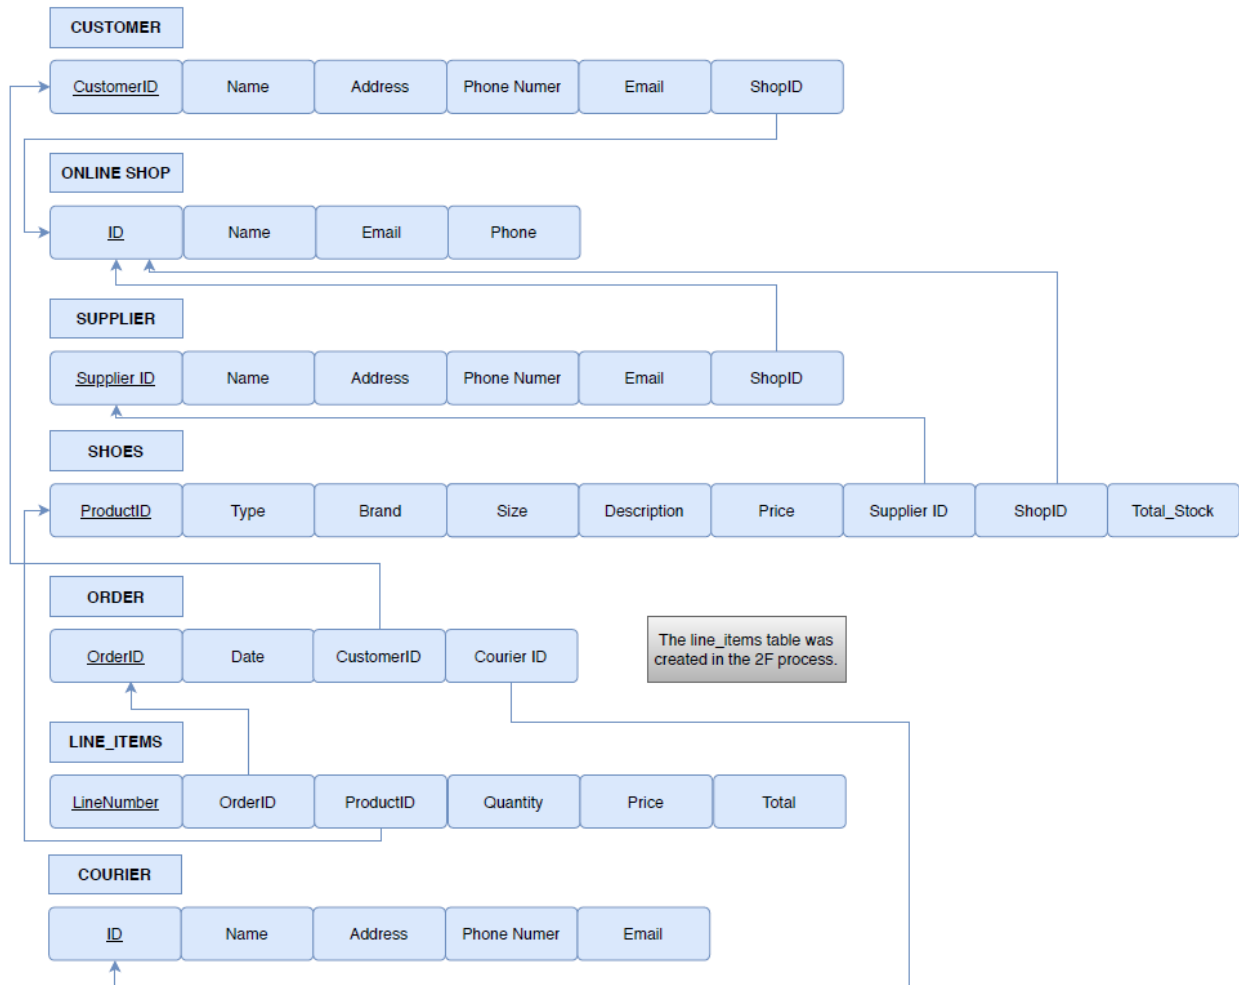 CUSTOMER
CustomerID Name Address Phone Numer Email ShopID
ONLINE SHOP
ID Name Email Phone
SUPPLIER
Supplier ID Name Address Phone Numer Email ShopID
SHOES
ProductID Type Brand Size Description Price Supplier ID ShopID Total_Stock
ORDER
OrderID Date CustomerID Courier ID
The line_items table was
created in the 2F process.
LINE_ITEMS
LineNumber OrderID ProductID Quantity Price Total
COURIER
ID Name Address Phone Numer Email